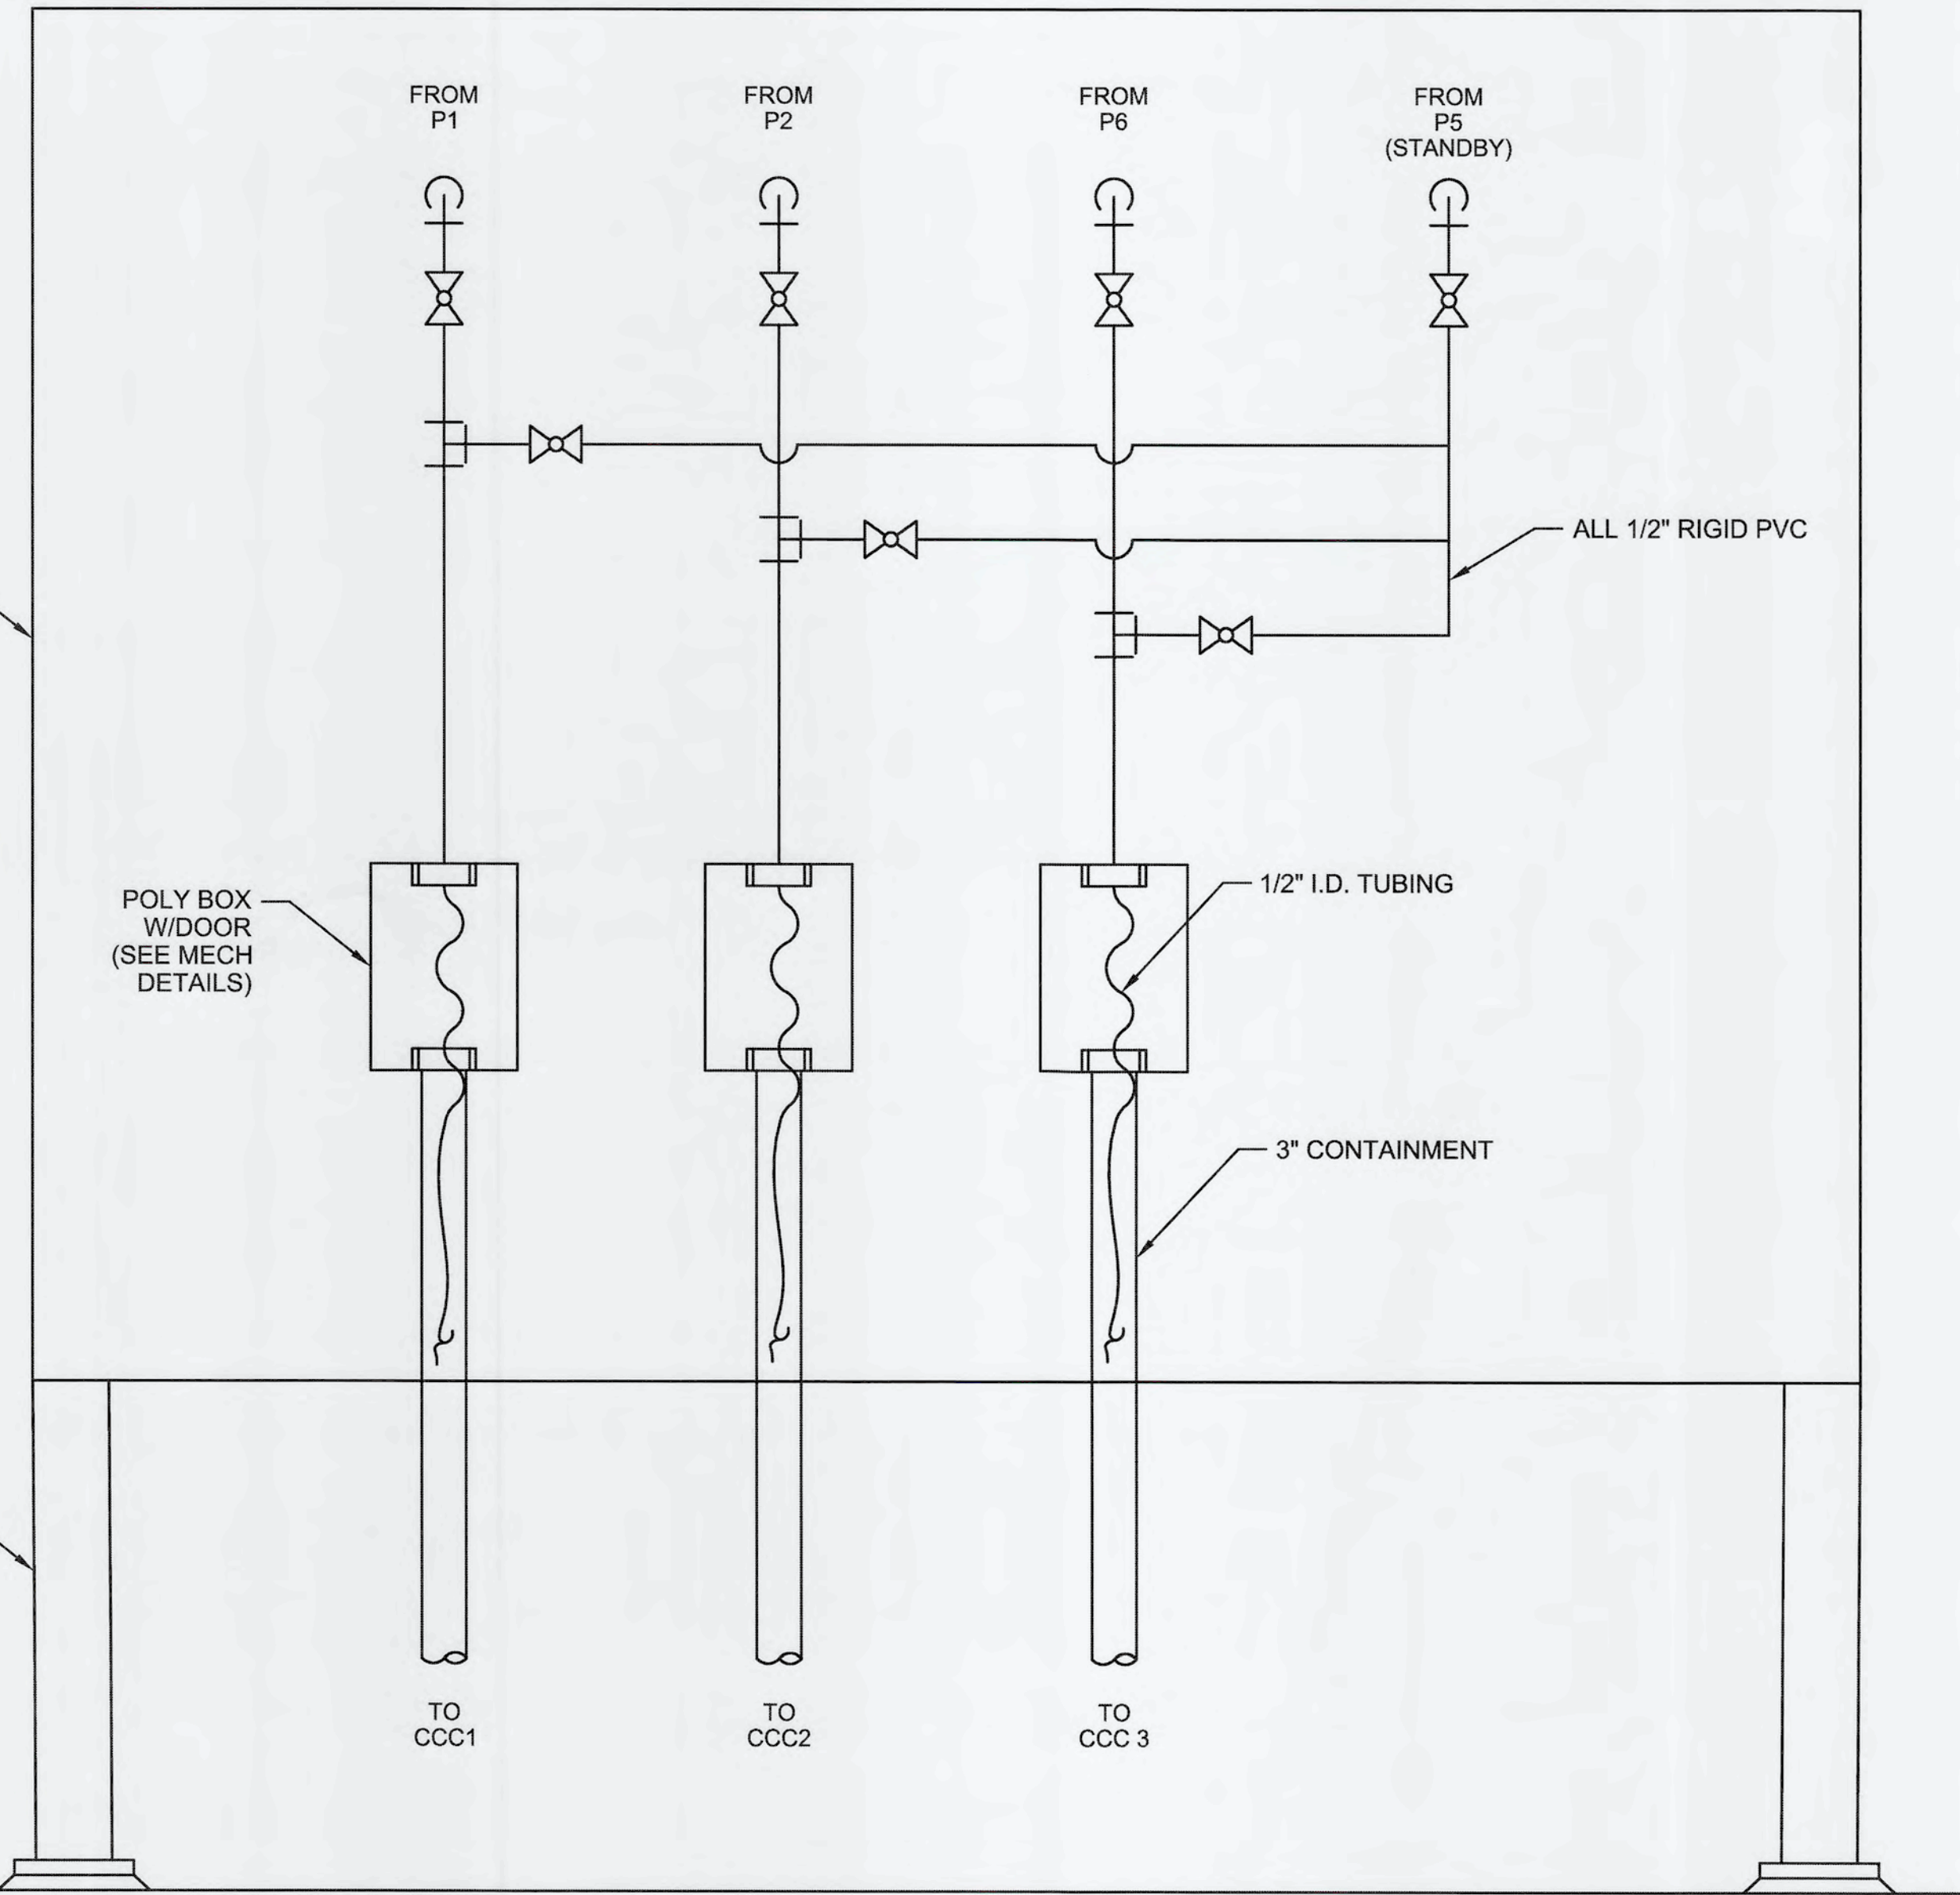 FROM
P1
FROM
P2
FROM
P6
FROM
P5
(STANDBY)
ALL 1/2" RIGID PVC
POLY BOX
W/DOOR
(SEE MECH
DETAILS)
1/2" I.D. TUBING
3" CONTAINMENT
TO
CCC1
TO
CCC2
TO
CCC 3